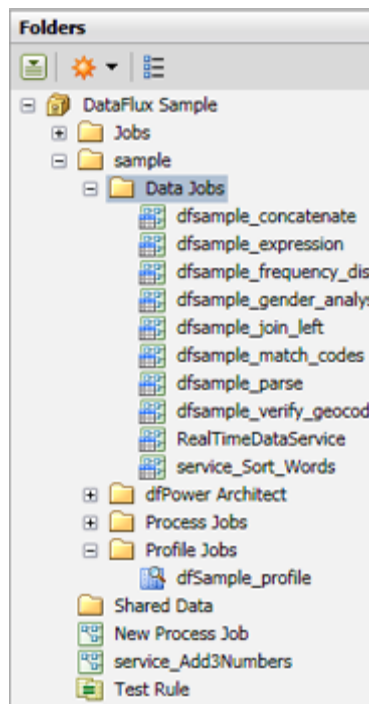 Folders
DataFlux Sample
Jobs
sample
Data Jobs
dfsample_concatenate
dfsample_expression
dfsample_frequency_dis
dfsample_gender_analys
dfsample_join_left
dfsample_match_codes
dfsample_parse
dfsample_verify_geocod
RealTimeDataService
service_Sort_Words
dfPower Architect
Process Jobs
Profile Jobs
dfSample_profile
Shared Data
New Process Job
service_Add3Numbers
Test Rule